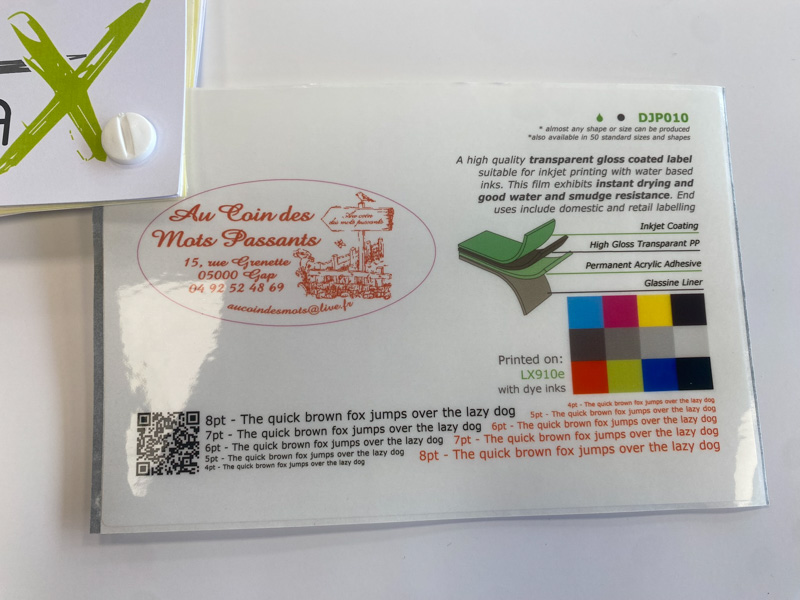 AX
DJP010
* almost any shape or size can be produced
*also available in 50 standard sizes and shapes
A high quality transparent gloss coated label
suitable for inkjet printing with water based
inks. This film exhibits instant drying and
good water and smudge resistance. End
uses include domestic and retail labelling
Inkjet Coating
High Gloss Transparant PP
Permanent Acrylic Adhesive
Glassine Liner
Au Coin des
Mots Passants
15, rue Grenette
05000 Gap
04 92 52 48 69
aucoindesmots@live.fr
Au coin
des mots passants
Printed on:
LX910e
with dye inks
8pt - The quick brown fox jumps over the lazy dog
7pt - The quick brown fox jumps over the lazy dog
6pt - The quick brown fox jumps over the lazy dog
5pt - The quick brown fox jumps over the lazy dog
4pt - The quick brown fox jumps over the lazy dog
4pt - The quick brown fox jumps over the lazy dog
5pt - The quick brown fox jumps over the lazy dog
6pt - The quick brown fox jumps over the lazy dog
7pt - The quick brown fox jumps over the lazy dog
8pt - The quick brown fox jumps over the lazy dog